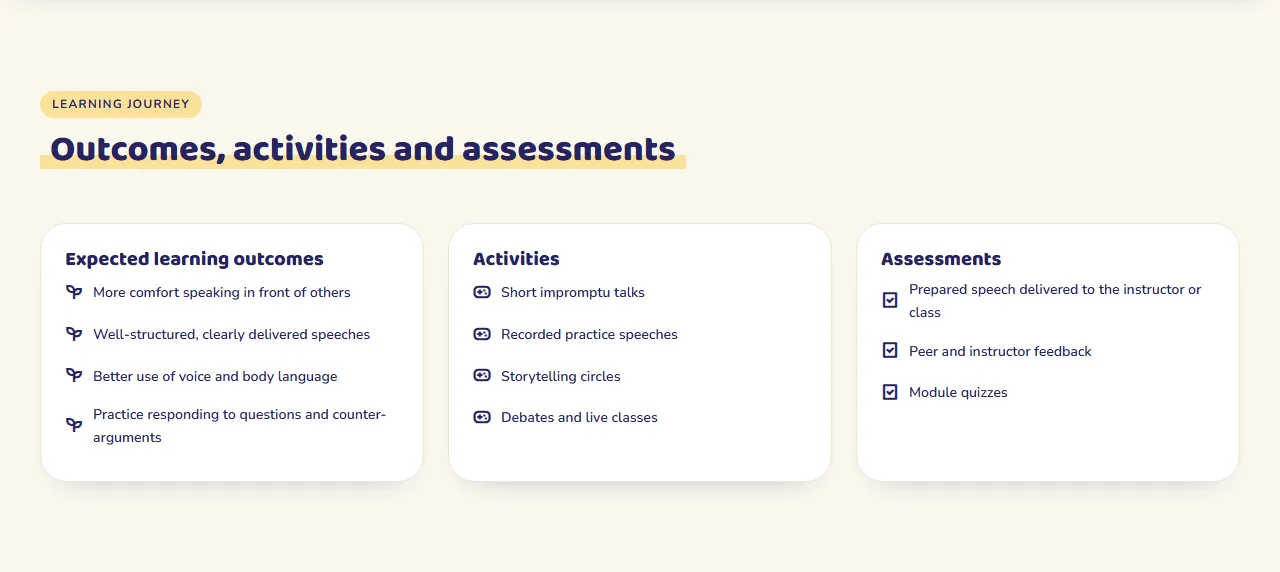 LEARNING JOURNEY
Outcomes, activities and assessments
Expected learning outcomes
More comfort speaking in front of others
Well-structured, clearly delivered speeches
Better use of voice and body language
Practice responding to questions and counter-
arguments
Activities
Short impromptu talks
Recorded practice speeches
Storytelling circles
Debates and live classes
Assessments
Prepared speech delivered to the instructor or
class
Peer and instructor feedback
Module quizzes